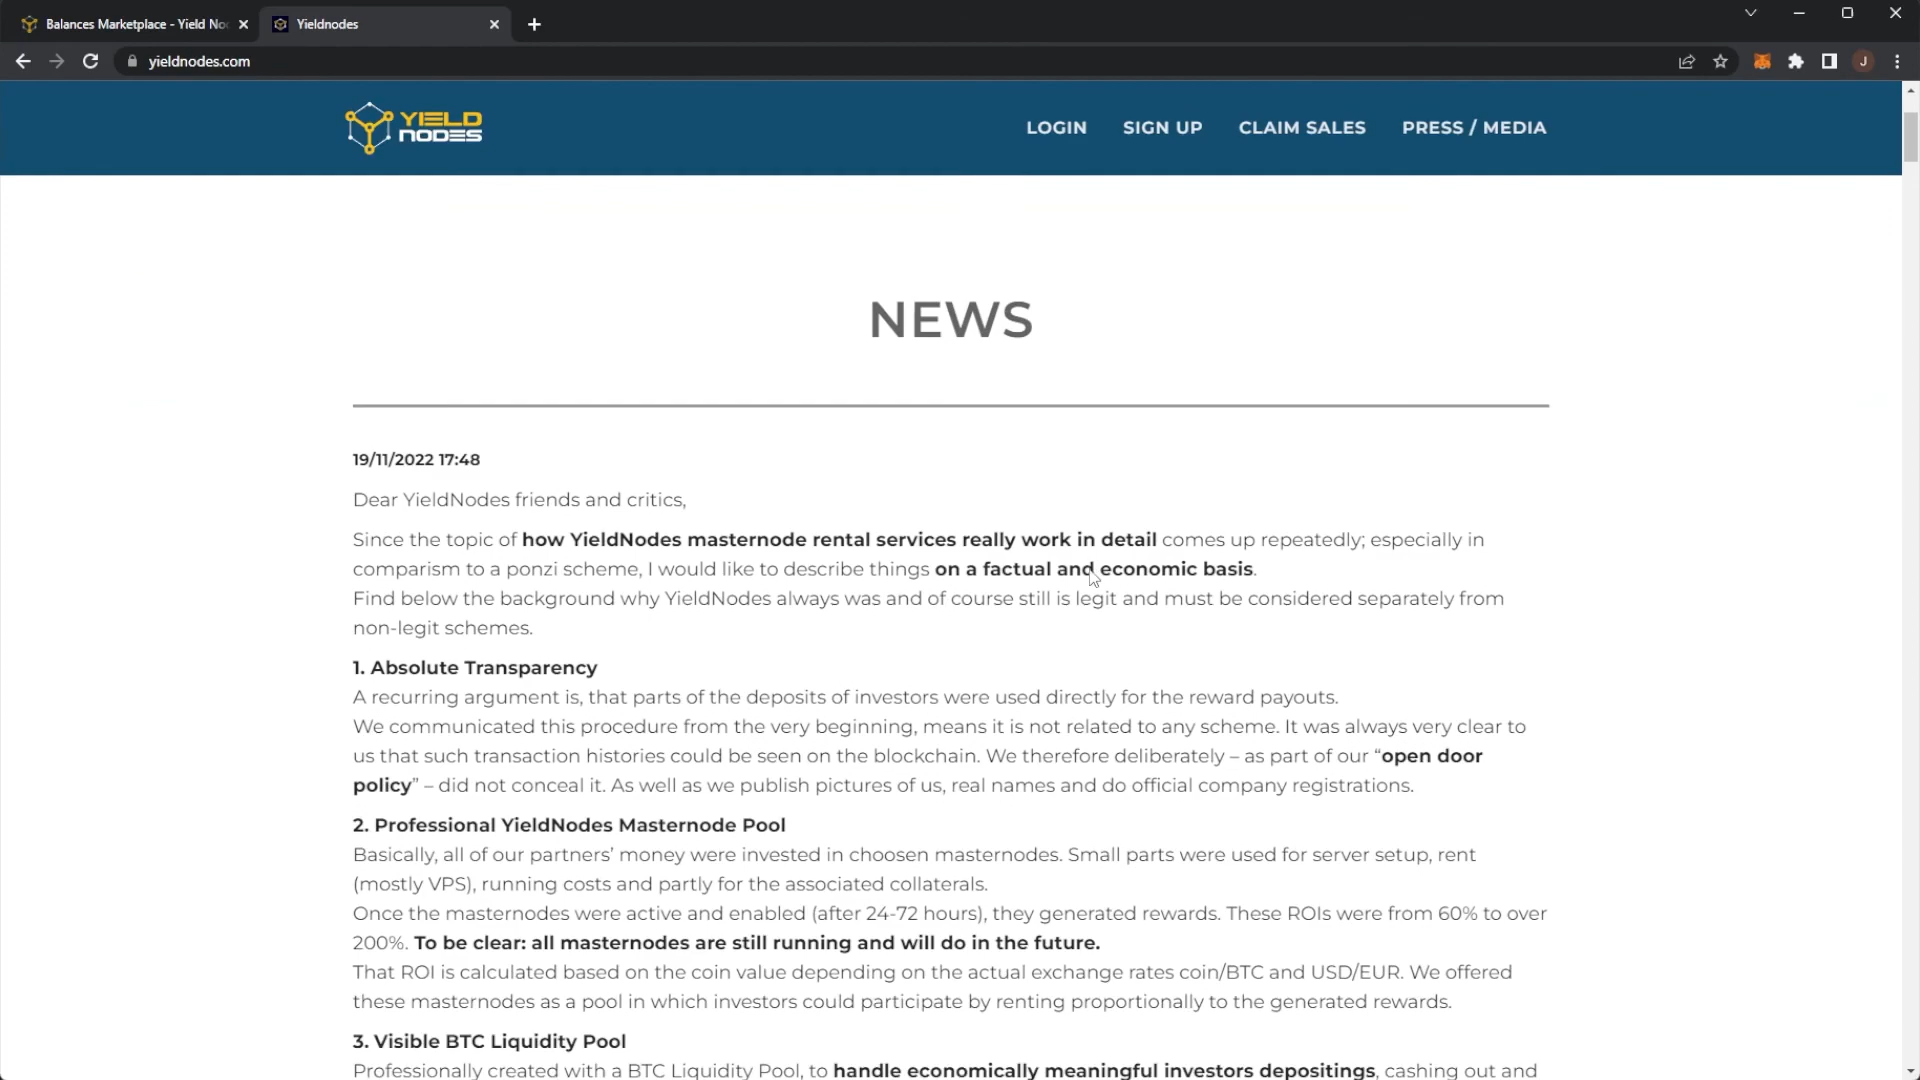 Balances Marketplace - Yield No
Yieldnodes
yieldnodes.com
J
YIELD
NODES
LOGIN
SIGN UP
CLAIM SALES
PRESS / MEDIA
NEWS
19/11/2022 17:48
Dear YieldNodes friends and critics,
Since the topic of how YieldNodes masternode rental services really work in detail comes up repeatedly; especially in
comparism to a ponzi scheme, I would like to describe things on a factual and economic basis.
Find below the background why YieldNodes always was and of course still is legit and must be considered separately from
non-legit schemes.
1. Absolute Transparency
A recurring argument is, that parts of the deposits of investors were used directly for the reward payouts.
We communicated this procedure from the very beginning, means it is not related to any scheme. It was always very clear to
us that such transaction histories could be seen on the blockchain. We therefore deliberately – as part of our “open door
policy” – did not conceal it. As well as we publish pictures of us, real names and do official company registrations.
2. Professional YieldNodes Masternode Pool
Basically, all of our partners’ money were invested in choosen masternodes. Small parts were used for server setup, rent
(mostly VPS), running costs and partly for the associated collaterals.
Once the masternodes were active and enabled (after 24-72 hours), they generated rewards. These ROIs were from 60% to over
200%. To be clear: all masternodes are still running and will do in the future.
That ROI is calculated based on the coin value depending on the actual exchange rates coin/BTC and USD/EUR. We offered
these masternodes as a pool in which investors could participate by renting proportionally to the generated rewards.
3. Visible BTC Liquidity Pool
Professionally created with a BTC Liquidity Pool, to handle economically meaningful investors depositings, cashing out and